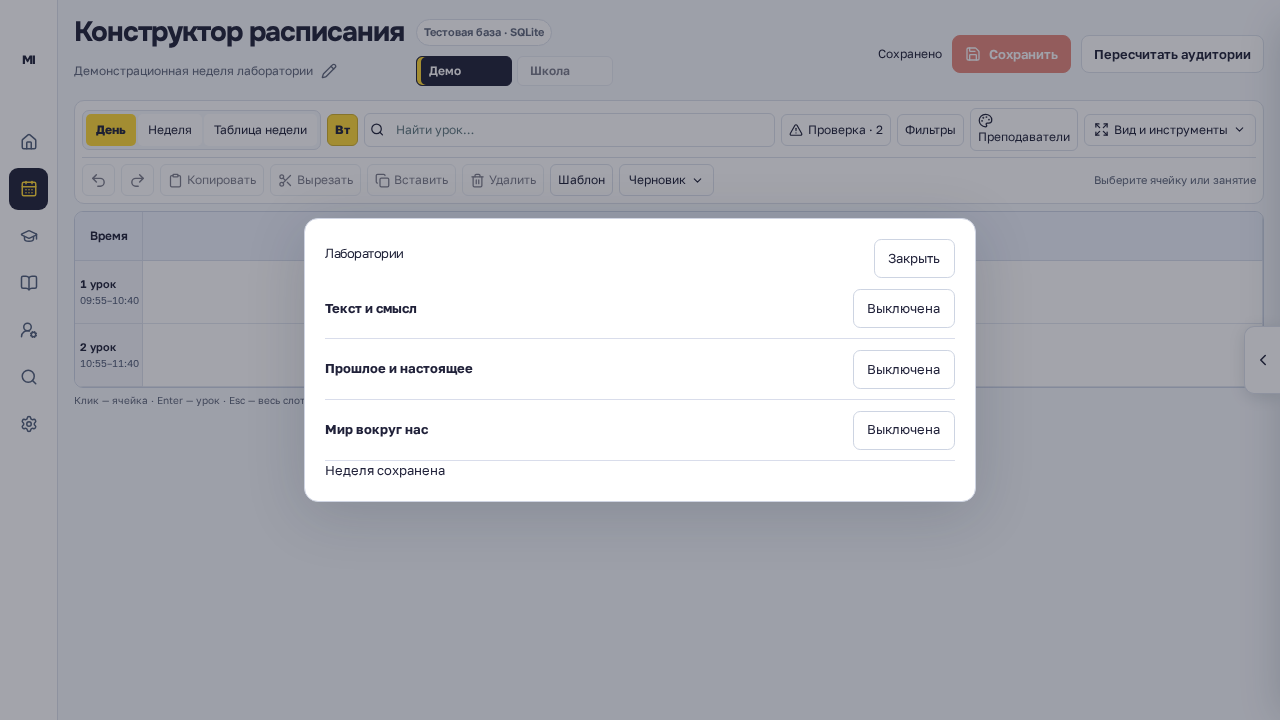 МІ
Конструктор расписания
Тестовая база · SQLite
Демонстрационная неделя лаборатории
Демо
Школа
Сохранено
Сохранить
Пересчитать аудитории
День
Неделя
Таблица недели
Вт
Найти урок...
Проверка · 2
Фильтры
Преподаватели
Вид и инструменты
Копировать
Вырезать
Вставить
Удалить
Шаблон
Черновик
Выберите ячейку или занятие
Время
1 урок
09:55–10:40
2 урок
10:55–11:40
Клик — ячейка · Enter — урок · Esc — весь слот
Лаборатории
Закрыть
Текст и смысл
Выключена
Прошлое и настоящее
Выключена
Мир вокруг нас
Выключена
Неделя сохранена